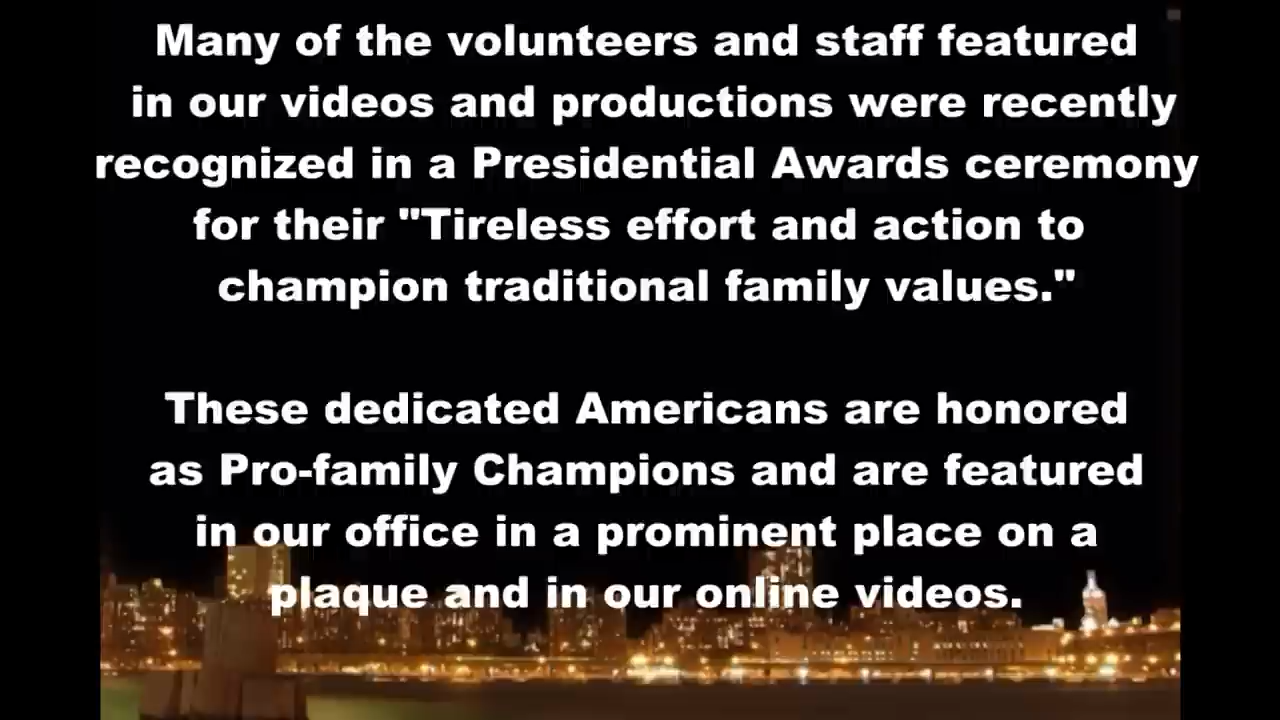 Many of the volunteers and staff featured
in our videos and productions were recently
recognized in a Presidential Awards ceremony
for their "Tireless effort and action to
champion traditional family values."
These dedicated Americans are honored
as Pro-family Champions and are featured
in our office in a prominent place on a
plaque and in our online videos.